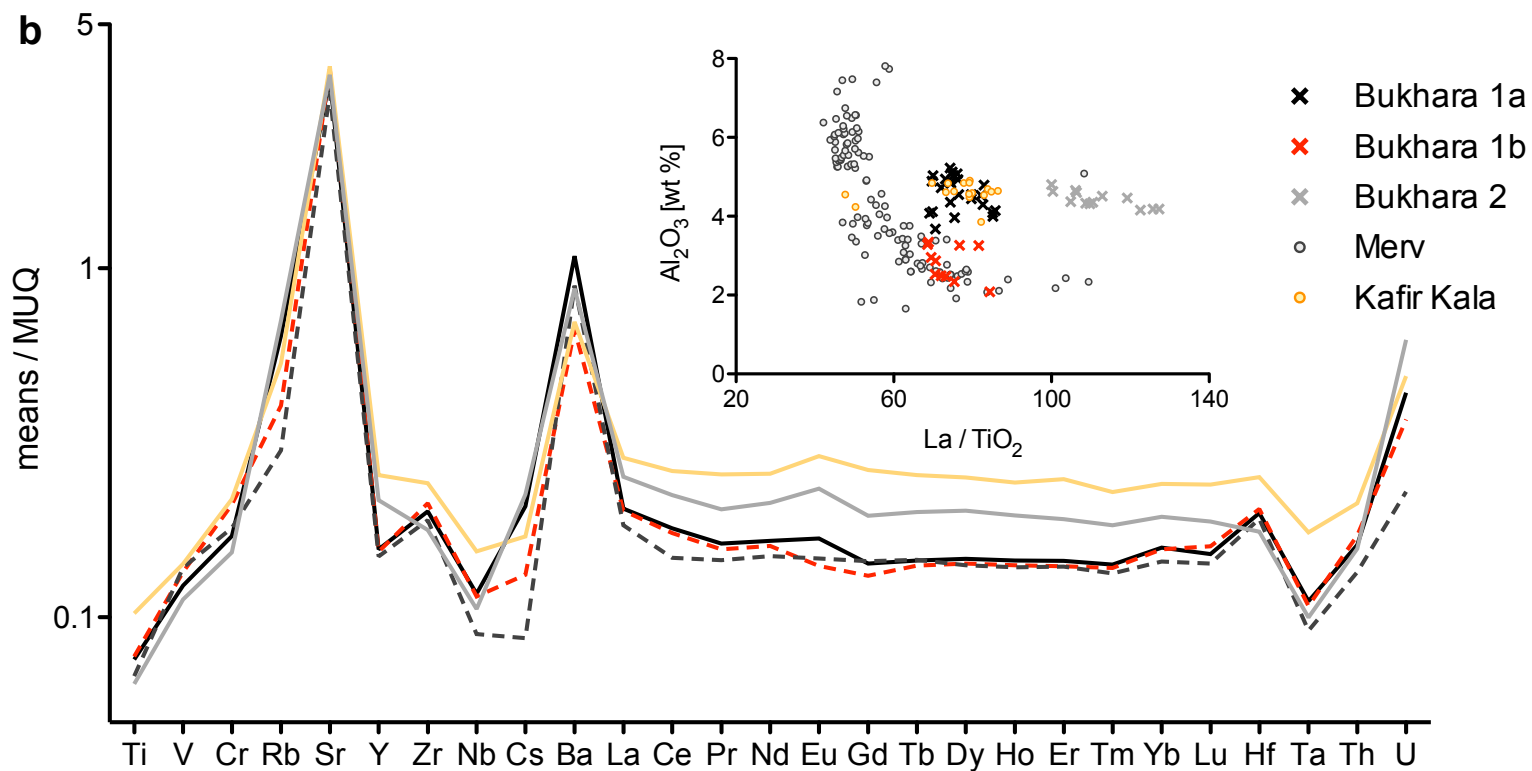 b
5
1
0.1
means / MUQ
8
6
4
2
0
Al₂O₃ [wt %]
20 60 100 140
La / TiO₂
Bukhara 1a
Bukhara 1b
Bukhara 2
Merv
Kafir Kala
Ti V Cr Rb Sr Y Zr Nb Cs Ba La Ce Pr Nd Eu Gd Tb Dy Ho Er Tm Yb Lu Hf Ta Th U